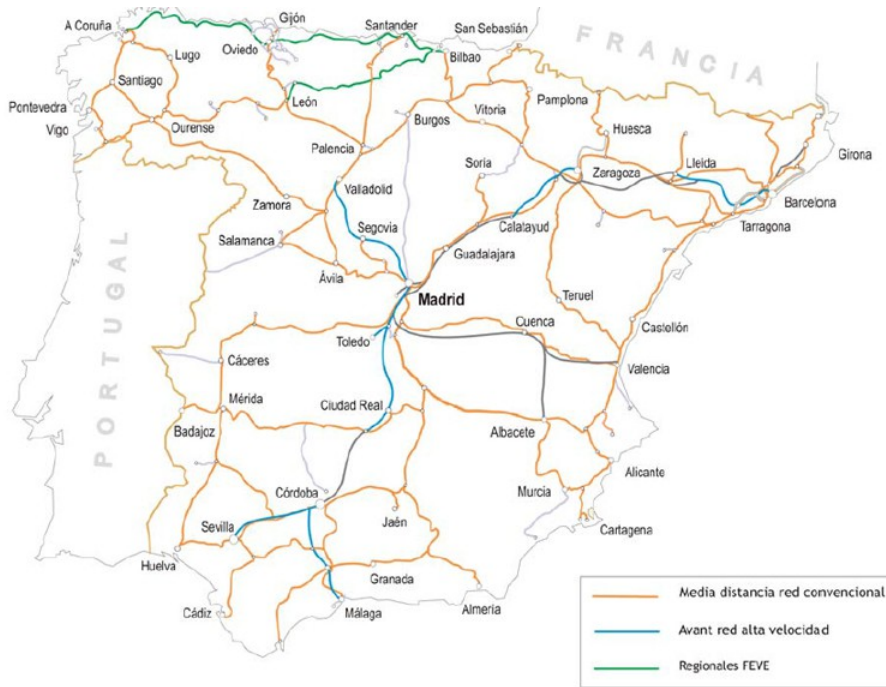 Gijón
A Coruña
Santander
San Sebastián
Oviedo
FRANCIA
Lugo
Bilbao
Santiago
León
Vitoria
Pamplona
Pontevedra
Vigo
Ourense
Burgos
Huesca
Palencia
Soria
Lleida
Girona
Zaragoza
Valladolid
Zamora
Barcelona
Segovia
Calatayud
Tarragona
Salamanca
Guadalajara
Ávila
Madrid
Teruel
PORTUGAL
Cuenca
Castellón
Toledo
Cáceres
Valencia
Mérida
Ciudad Real
Badajoz
Albacete
Alicante
Córdoba
Murcia
Sevilla
Jaén
Cartagena
Huelva
Granada
Cádiz
Málaga
Almería
Media distancia red convencional
Avant red alta velocidad
Regionales FEVE